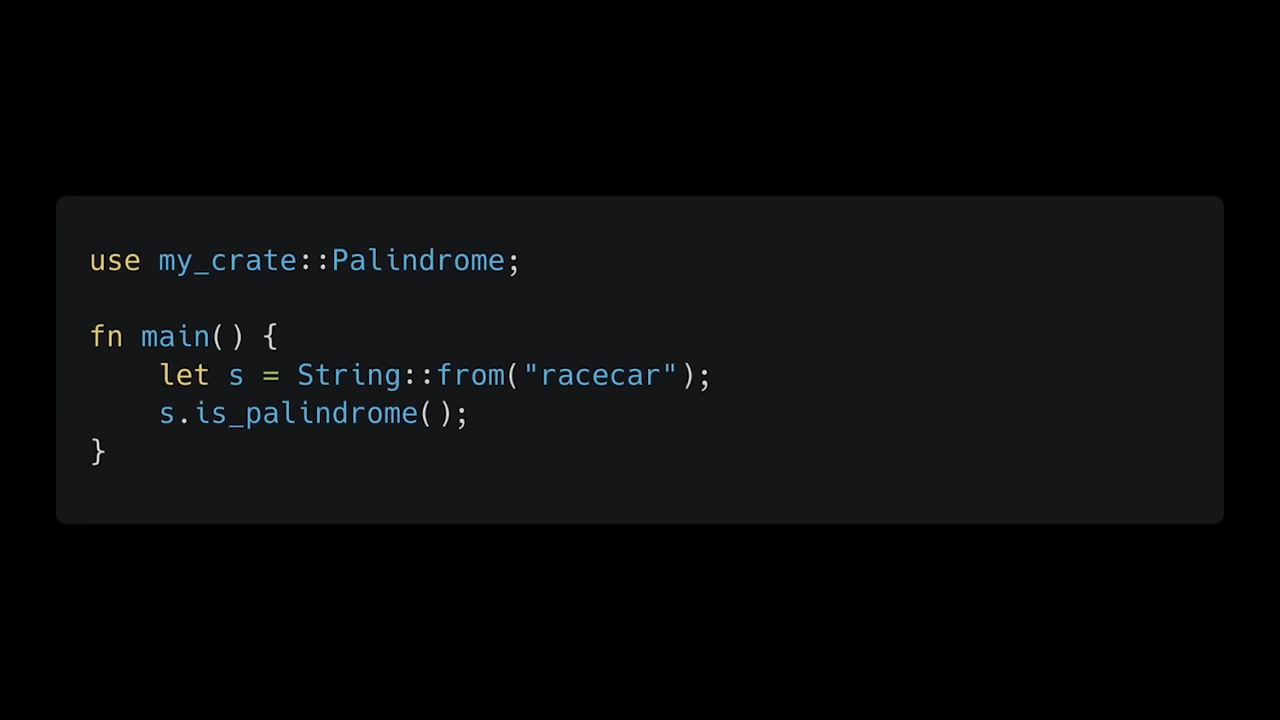 use my_crate::Palindrome;

fn main() {
    let s = String::from("racecar");
    s.is_palindrome();
}